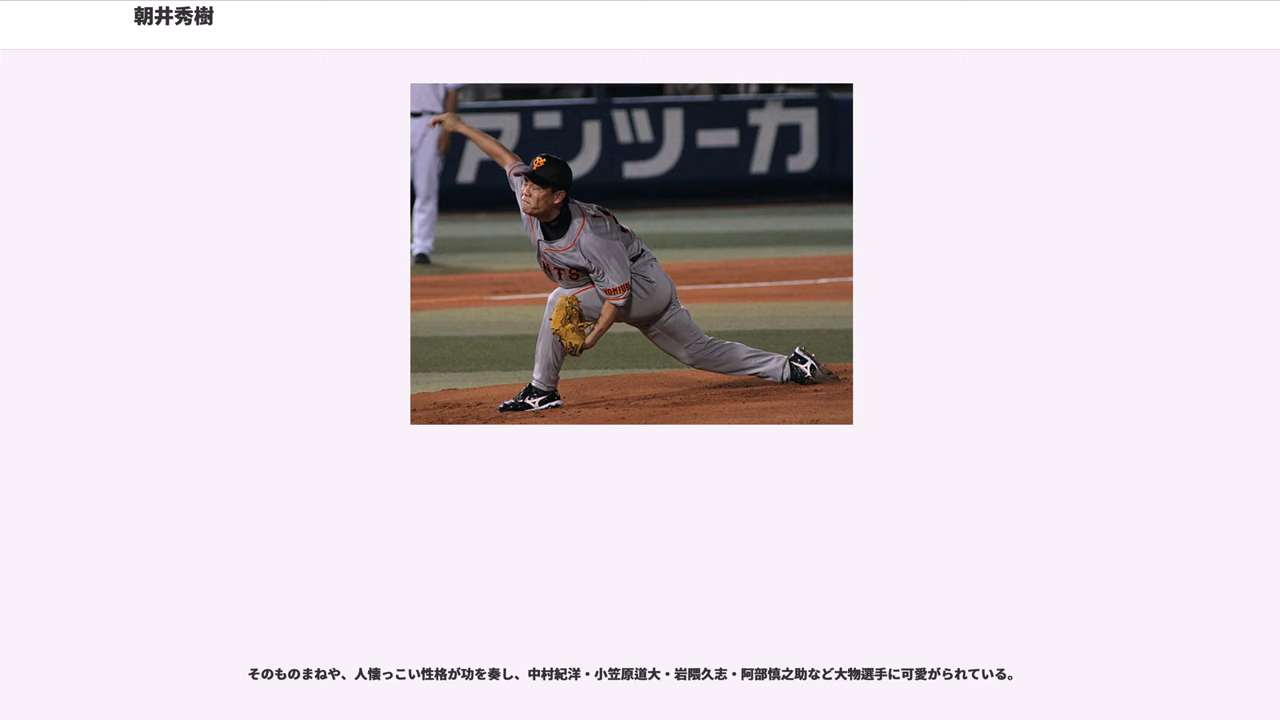 朝井秀樹
アンツーカ
NTS
YOMIUR
そのものまねや、人懐っこい性格が功を奏し、中村紀洋・小笠原道大・岩隈久志・阿部慎之助など大物選手に可愛がられている。